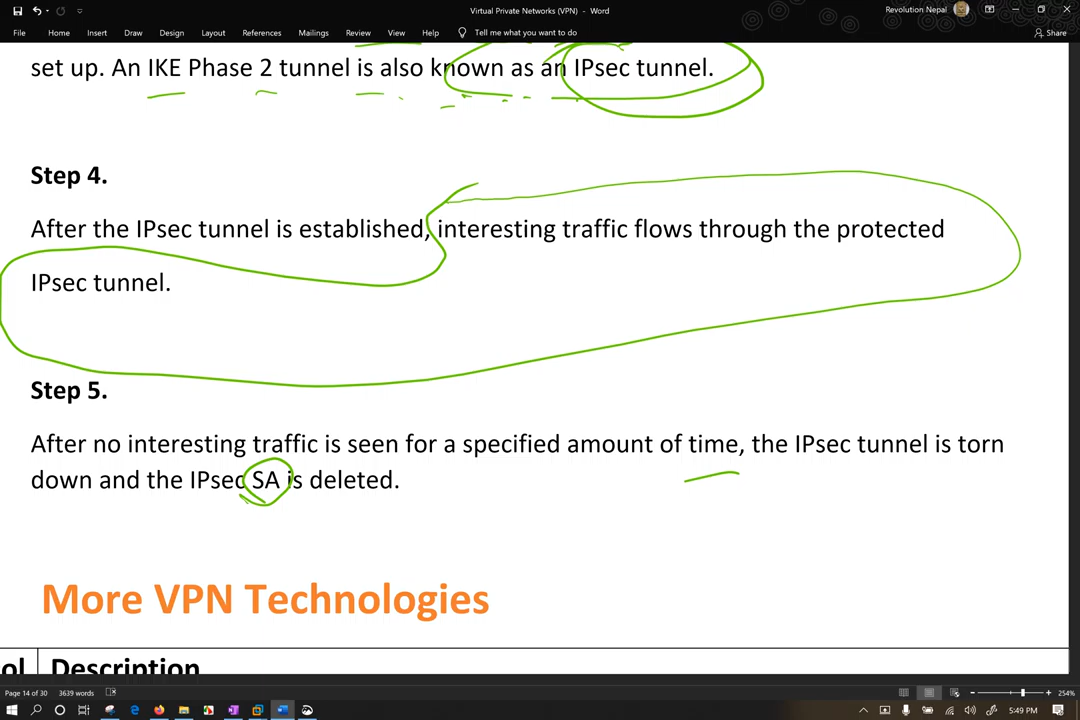 Virtual Private Networks (VPN) - Word
Revolution Nepal
File Home Insert Draw Design Layout References Mailings Review View Help Tell me what you want to do Share
set up. An IKE Phase 2 tunnel is also known as an IPsec tunnel.
Step 4.
After the IPsec tunnel is established, interesting traffic flows through the protected
IPsec tunnel.
Step 5.
After no interesting traffic is seen for a specified amount of time, the IPsec tunnel is torn
down and the IPsec SA is deleted.
More VPN Technologies
ol Description
Page 14 of 30 3639 words 254%
5:49 PM